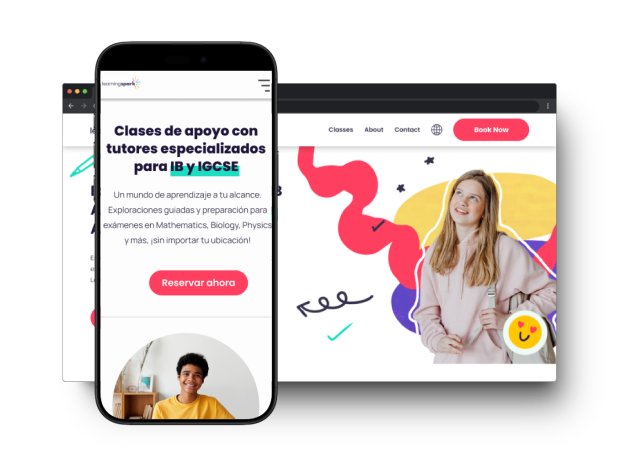 learningspark
Clases de apoyo con
tutores especializados
para IB y IGCSE
Un mundo de aprendizaje a tu alcance.
Exploraciones guiadas y preparación para
exámenes en Mathematics, Biology, Physics
y más, ¡sin importar tu ubicación!
Reservar ahora
Classes About Contact Book Now